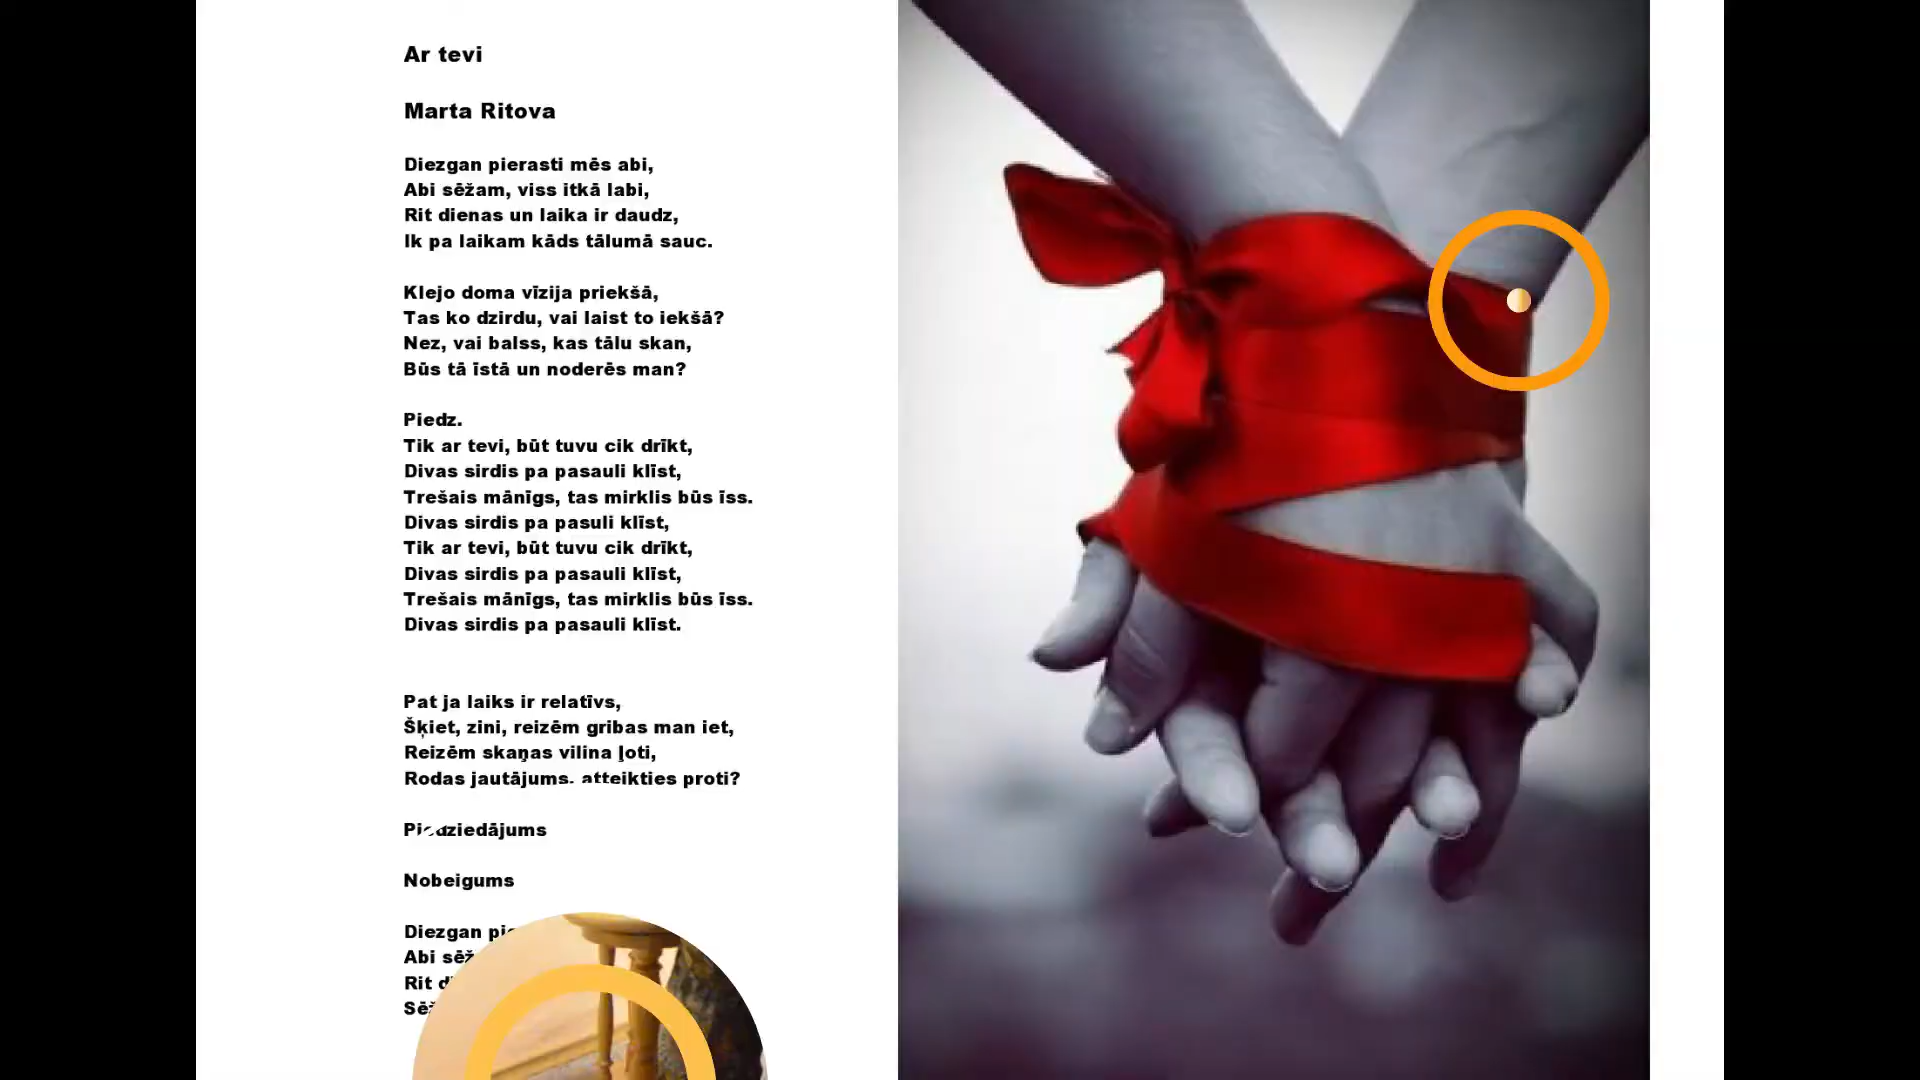 Ar tevi
Marta Ritova
Diezgan pierasti mēs abi,
Abi sēžam, viss itkā labi,
Rit dienas un laika ir daudz,
Ik pa laikam kāds tālumā sauc.
Klejo doma vīzija priekšā,
Tas ko dzirdu, vai laist to iekšā?
Nez, vai balss, kas tālu skan,
Būs tā īstā un noderēs man?
Piedz.
Tik ar tevi, būt tuvu cik drīkt,
Divas sirdis pa pasauli klīst,
Trešais mānīgs, tas mirklis būs īss.
Divas sirdis pa pasuli klīst,
Tik ar tevi, būt tuvu cik drīkt,
Divas sirdis pa pasauli klīst,
Trešais mānīgs, tas mirklis būs īss.
Divas sirdis pa pasauli klīst.
Pat ja laiks ir relatīvs,
Šķiet, zini, reizēm gribas man iet,
Reizēm skaņas vilina ļoti,
Rodas jautājums, atteikties proti?
Piedziedājums
Nobeigums
Diezgan
Abi
Rit